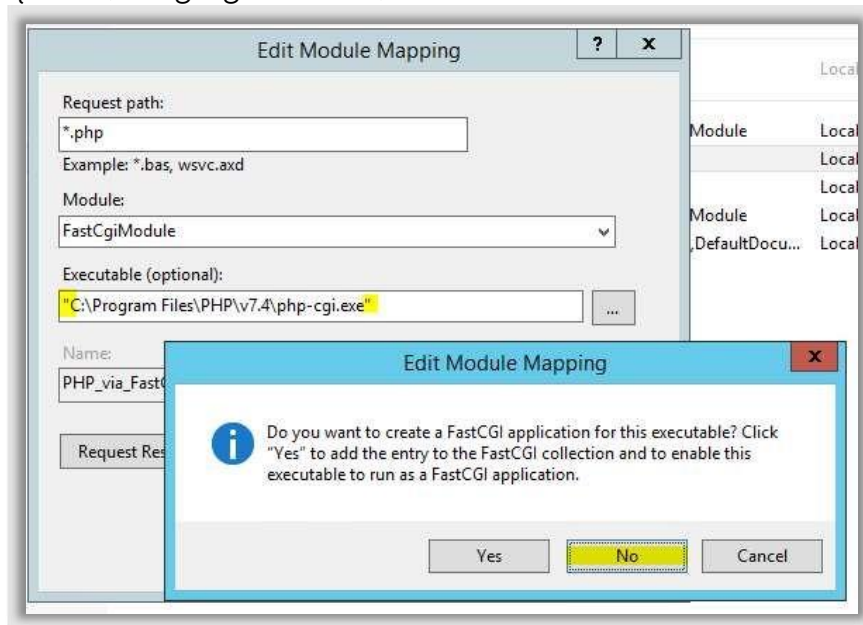 Edit Module Mapping
? x
Local
Request path:
*.php
Module Local
Example: *.bas, wsvc.axd
Local
Module:
Local
FastCgiModule
Module Local
,DefaultDocu... Local
Executable (optional):
"C:\Program Files\PHP\v7.4\php-cgi.exe"
...
Name:
PHP_via_Fast
Request Res
Edit Module Mapping
x
Do you want to create a FastCGI application for this executable? Click
"Yes" to add the entry to the FastCGI collection and to enable this
executable to run as a FastCGI application.
Yes No Cancel